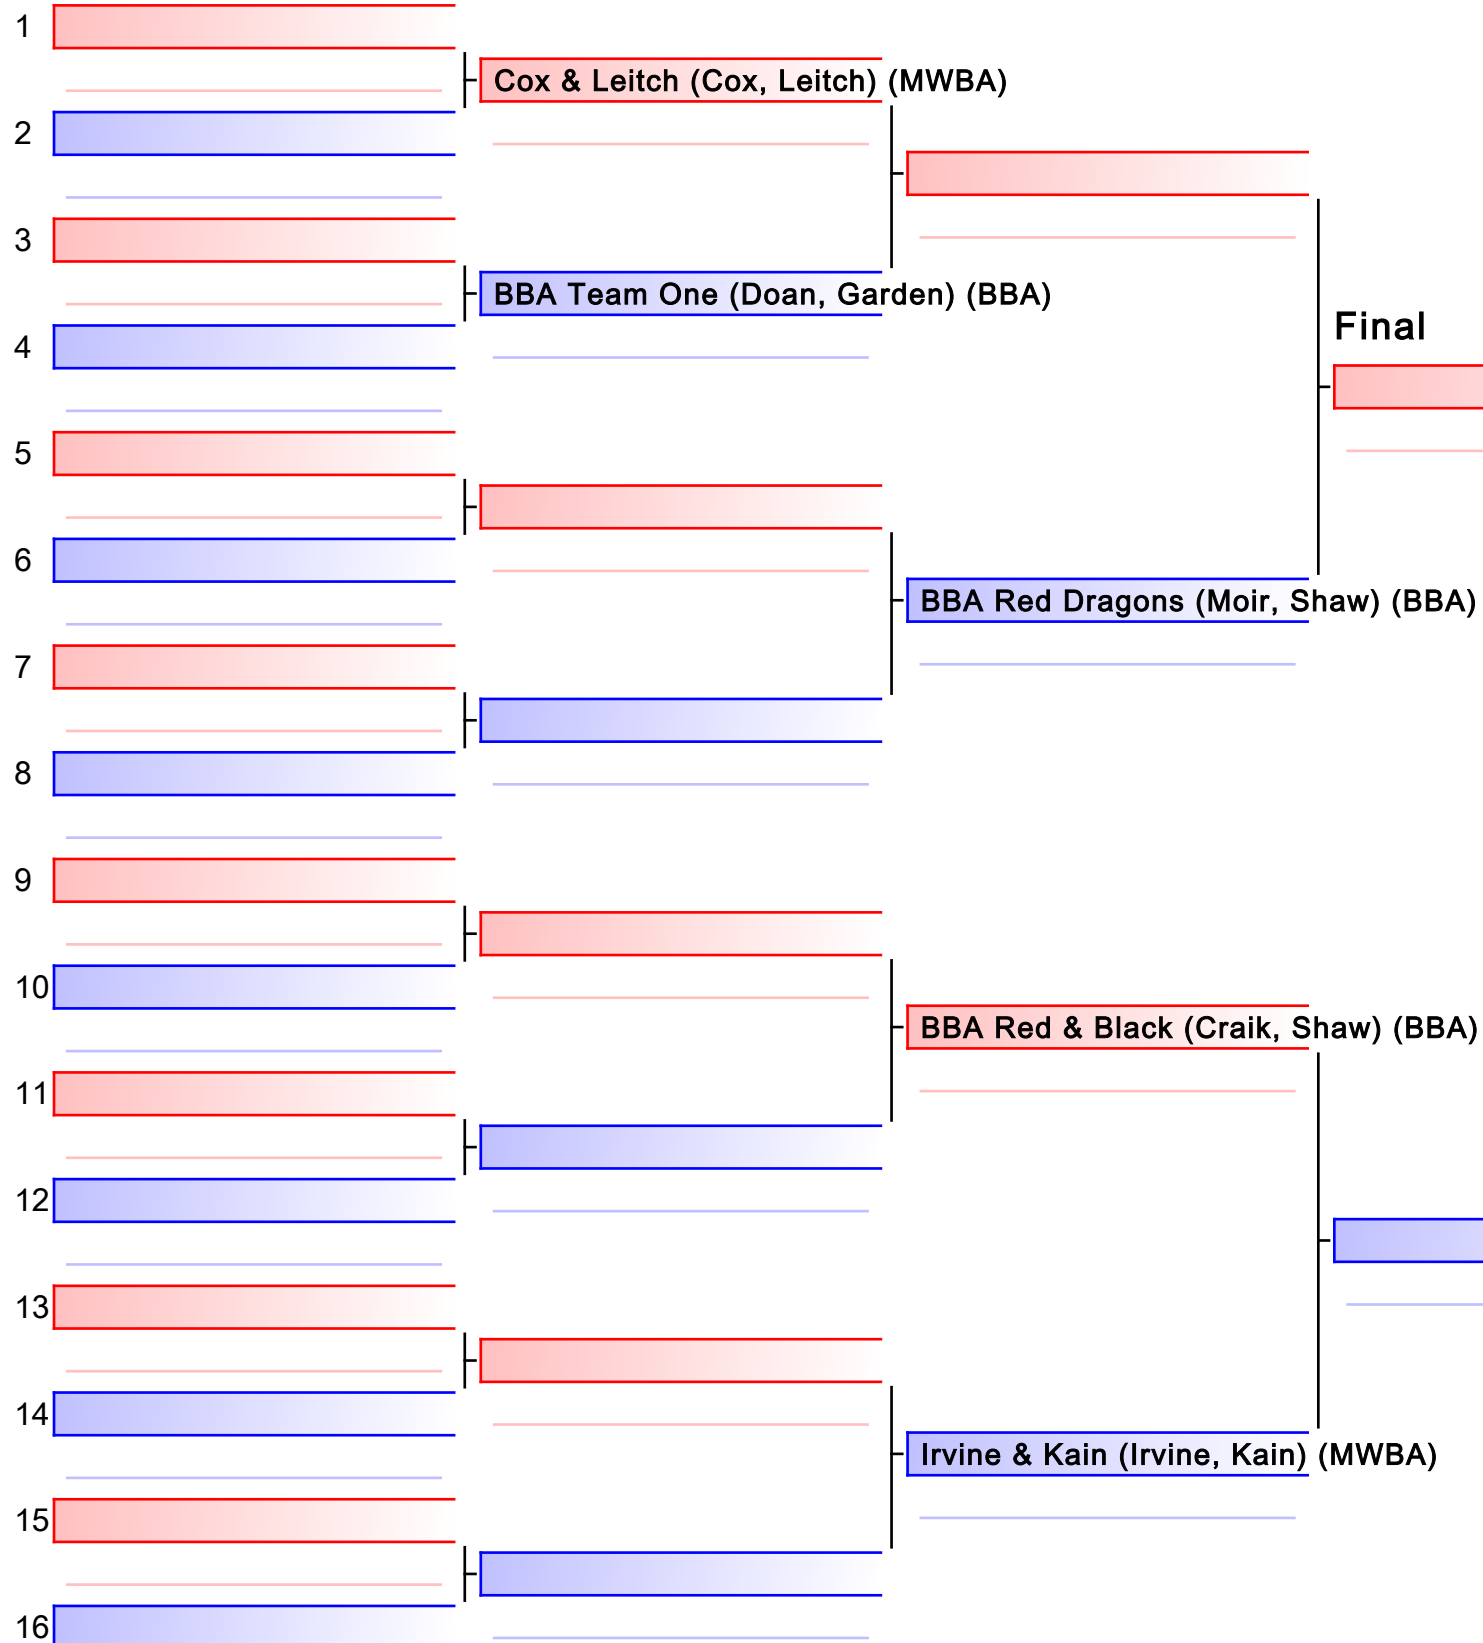 1
Cox & Leitch (Cox, Leitch) (MWBA)
2
3
BBA Team One (Doan, Garden) (BBA)
Final
4
5
6
BBA Red Dragons (Moir, Shaw) (BBA)
7
8
9
10
BBA Red & Black (Craik, Shaw) (BBA)
11
12
13
14
Irvine & Kain (Irvine, Kain) (MWBA)
15
16